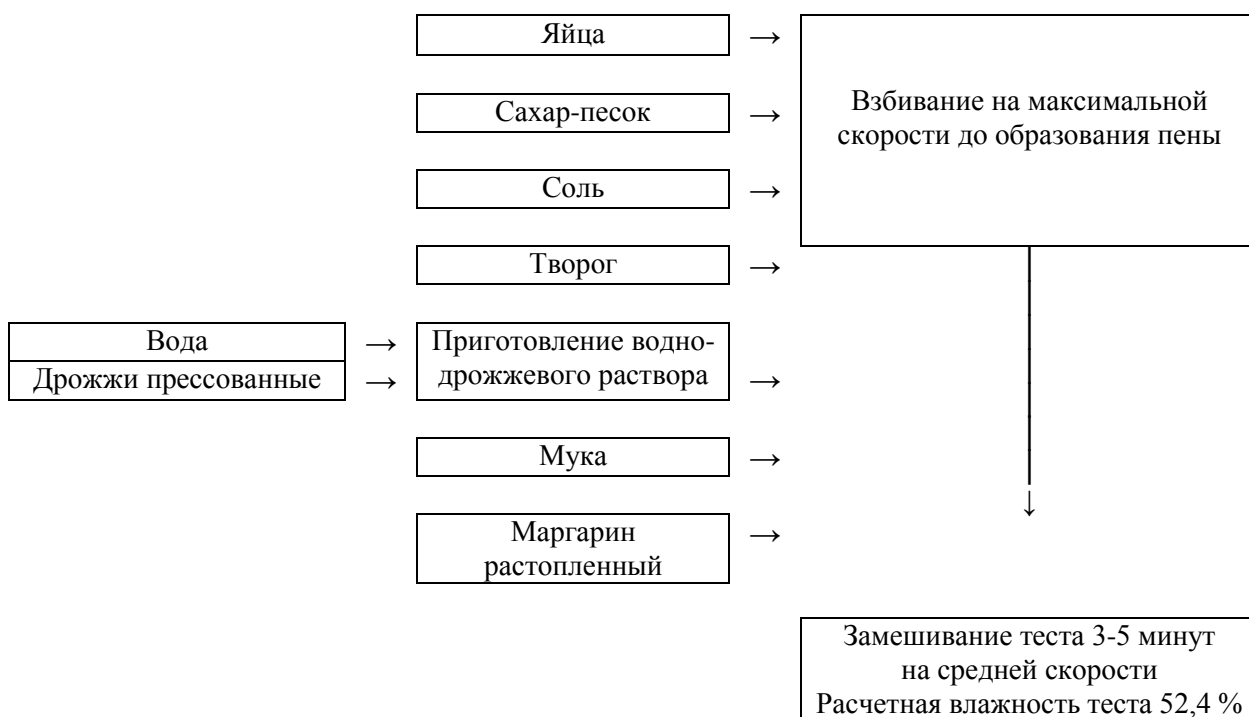 Яйца →
Сахар-песок →
Взбивание на максимальной
скорости до образования пены
Соль →
Творог →
Вода →
Дрожжи прессованные →
Приготовление водно-
дрожжевого раствора →
Мука →
↓
Маргарин
растопленный →
Замешивание теста 3-5 минут
на средней скорости
Расчетная влажность теста 52,4 %